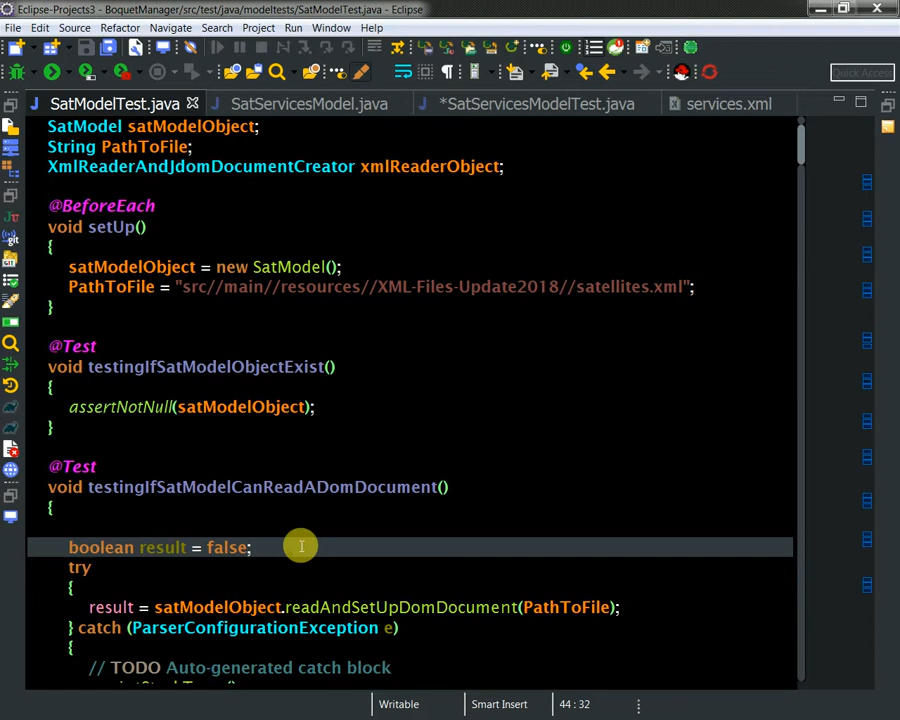 Eclipse-Projects3 - BoquetManager/src/test/java/modeltests/SatModelTest.java - Eclipse
File Edit Source Refactor Navigate Search Project Run Window Help
Quick Access
SatModelTest.java SatServicesModel.java *SatServicesModelTest.java services.xml
SatModel satModelObject;
String PathToFile;
XmlReaderAndJdomDocumentCreator xmlReaderObject;
@BeforeEach
void setUp()
{
satModelObject = new SatModel();
PathToFile = "src//main//resources//XML-Files-Update2018//satellites.xml";
}
@Test
void testingIfSatModelObjectExist()
{
assertNotNull(satModelObject);
}
@Test
void testingIfSatModelCanReadADomDocument()
{
boolean result = false;
try
{
result = satModelObject.readAndSetUpDomDocument(PathToFile);
} catch (ParserConfigurationException e)
{
// TODO Auto-generated catch block
Writable Smart Insert 44 : 32